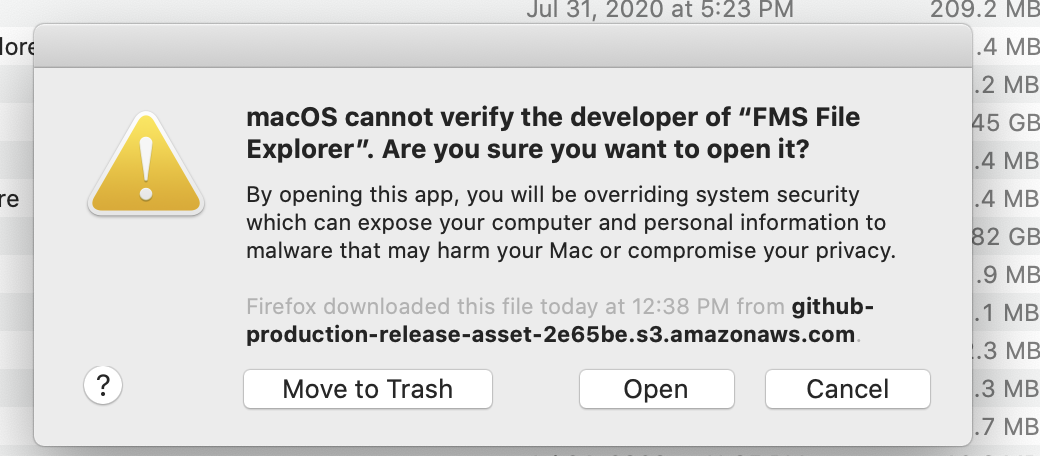 Jul 31, 2020 at 5:23 PM 209.2 MB
.4 MB
macOS cannot verify the developer of “FMS File
.2 MB
45 GB
Explorer”. Are you sure you want to open it?
.4 MB
By opening this app, you will be overriding system security
re
.4 MB
which can expose your computer and personal information to
82 GB
malware that may harm your Mac or compromise your privacy.
.9 MB
Firefox downloaded this file today at 12:38 PM from github-
.1 MB
production-release-asset-2e65be.s3.amazonaws.com.
.3 MB
? Move to Trash Open Cancel
.3 MB
.7 MB